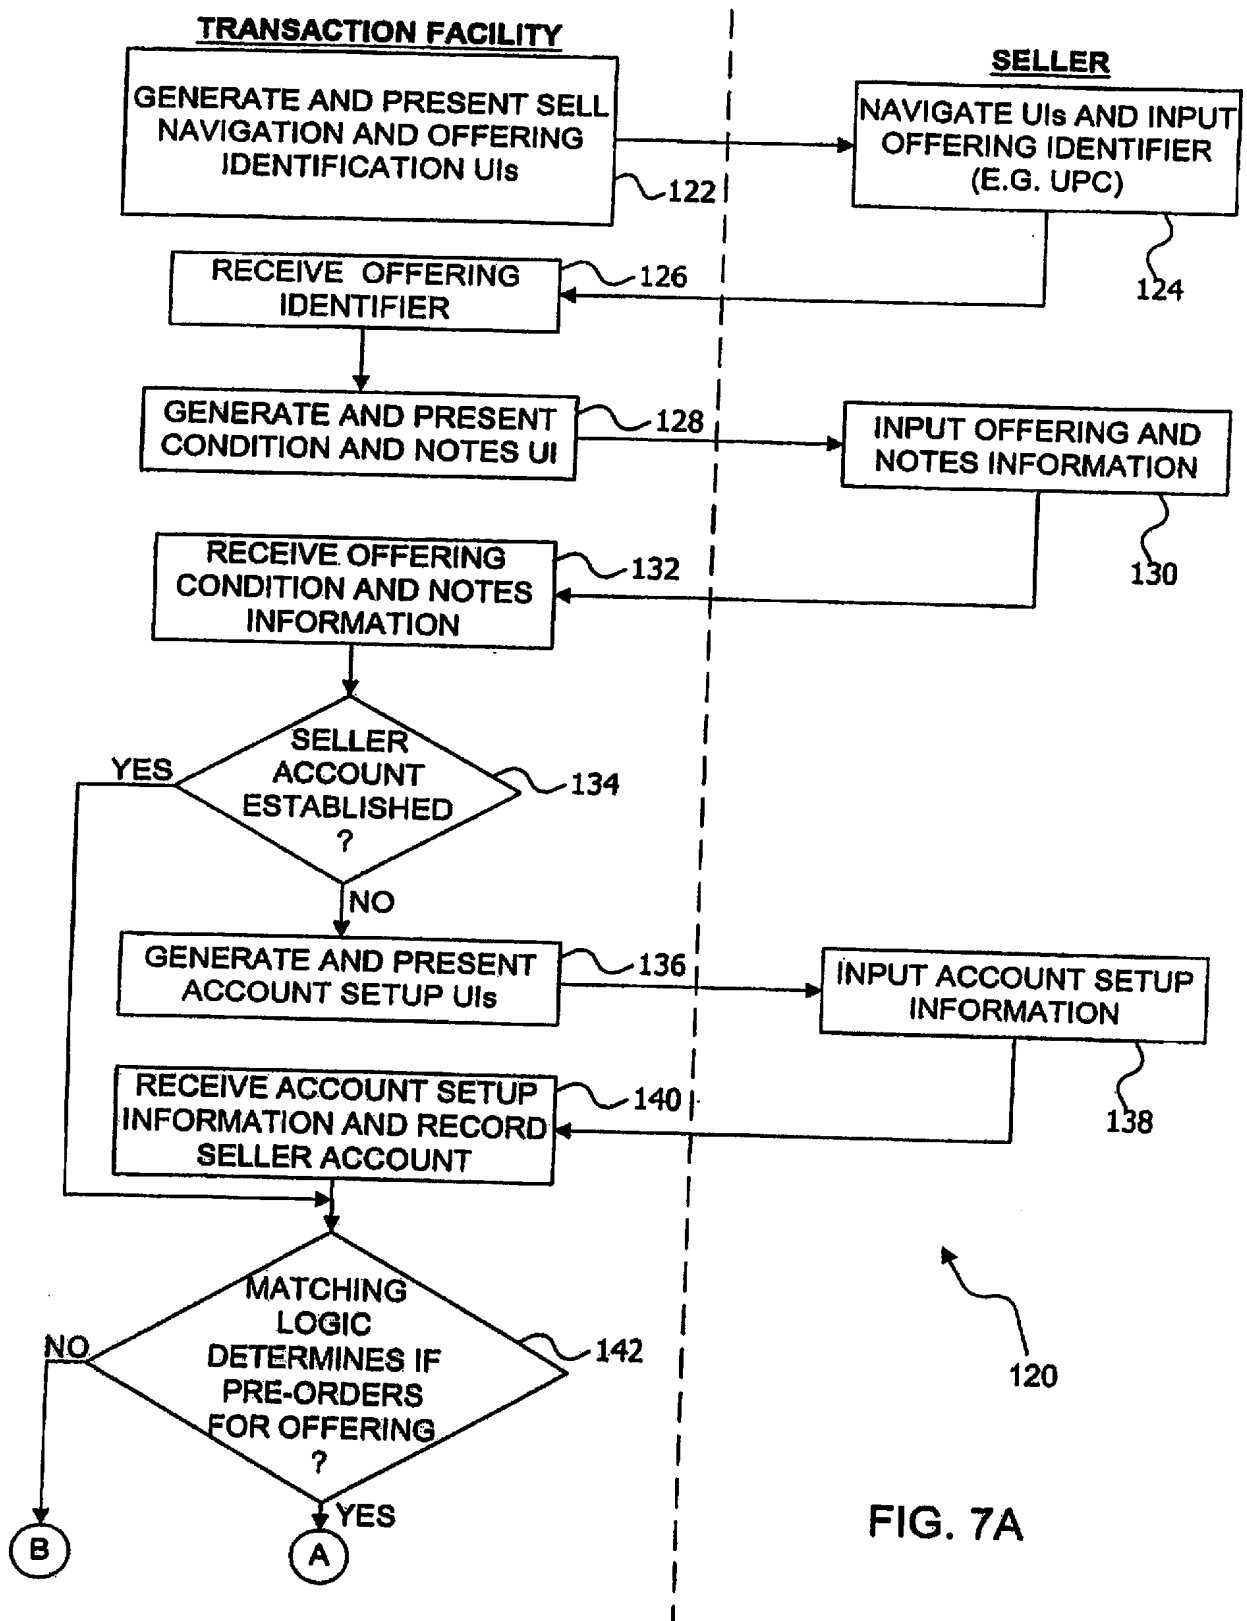 TRANSACTION FACILITY
SELLER
GENERATE AND PRESENT SELL
NAVIGATION AND OFFERING
IDENTIFICATION UIs
122
NAVIGATE UIs AND INPUT
OFFERING IDENTIFIER
(E.G. UPC)
124
RECEIVE OFFERING
IDENTIFIER
126
GENERATE AND PRESENT
CONDITION AND NOTES UI
128
INPUT OFFERING AND
NOTES INFORMATION
130
RECEIVE OFFERING
CONDITION AND NOTES
INFORMATION
132
SELLER
ACCOUNT
ESTABLISHED
?
134
YES
NO
GENERATE AND PRESENT
ACCOUNT SETUP UIs
136
INPUT ACCOUNT SETUP
INFORMATION
138
RECEIVE ACCOUNT SETUP
INFORMATION AND RECORD
SELLER ACCOUNT
140
MATCHING
LOGIC
DETERMINES IF
PRE-ORDERS
FOR OFFERING
?
142
NO
YES
B
A
120
FIG. 7A